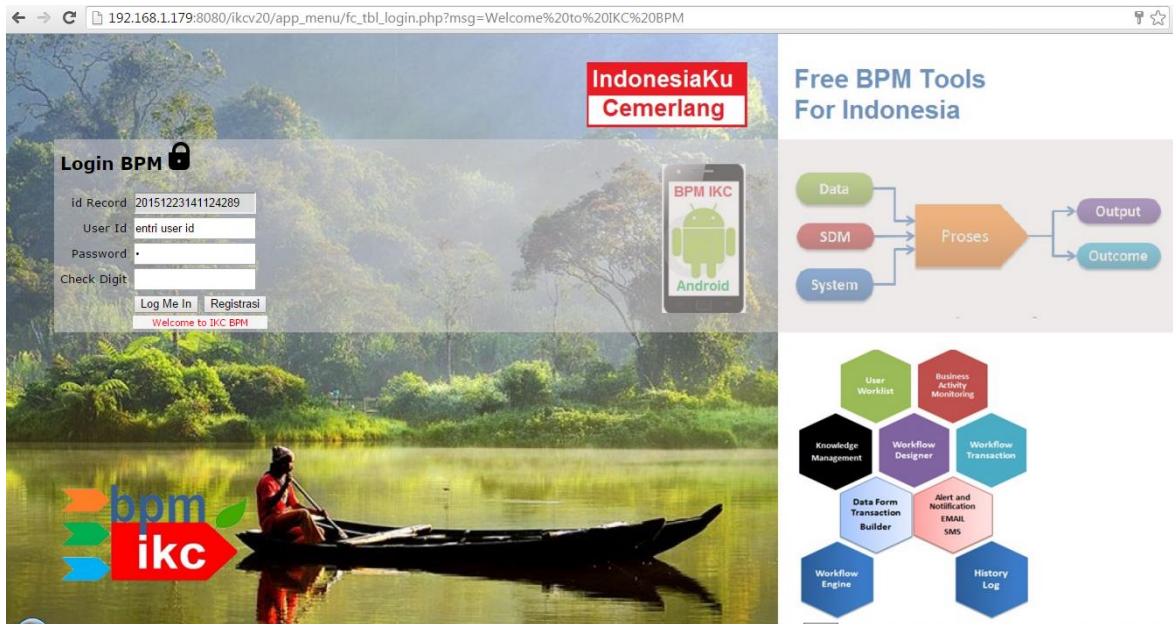 192.168.1.179:8080/ikcv20/app_menu/fc_tbl_login.php?msg=Welcome%20to%20IKC%20BPM
IndonesiaKu
Cemerlang
Free BPM Tools
For Indonesia
Login BPM
id Record 20151223141124289
User Id entri user id
Password
Check Digit
Log Me In Registrasi
Welcome to IKC BPM
BPM IKC
Android
Data
SDM
System
Proses
Output
Outcome
User
Worklist
Business
Activity
Monitoring
Knowledge
Management
Workflow
Designer
Workflow
Transaction
Data Form
Transaction
Builder
Alert and
Notiification
EMAIL
SMS
Workflow
Engine
History
Log
bpm
ikc